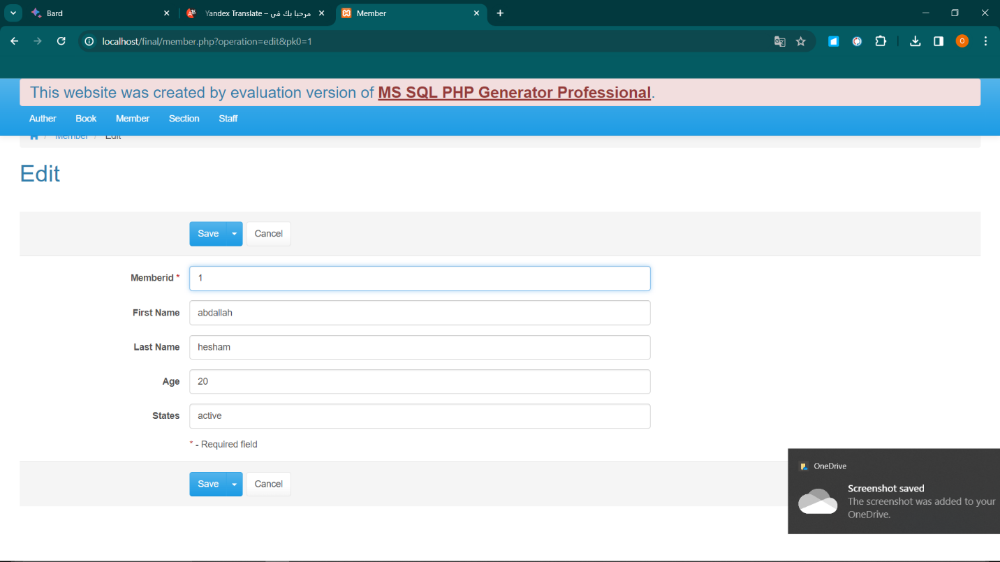 Bard
Yandex Translate – مرحبا بك في
Member
localhost/final/member.php?operation=edit&pk0=1
O
This website was created by evaluation version of MS SQL PHP Generator Professional.
Auther Book Member Section Staff
/ Member / Edit
Edit
Save Cancel
Memberid * 1
First Name abdallah
Last Name hesham
Age 20
States active
* - Required field
Save Cancel
OneDrive
Screenshot saved
The screenshot was added to your
OneDrive.